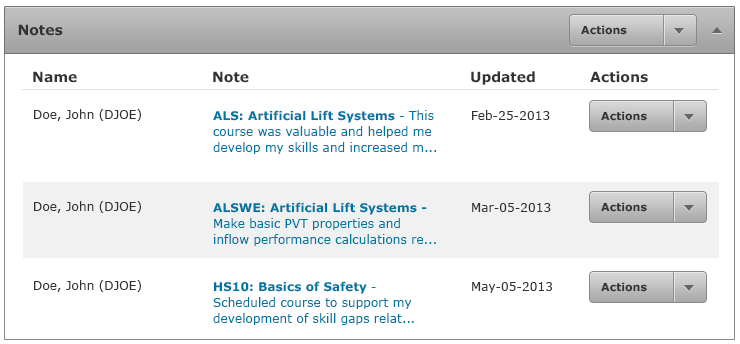 Notes Actions
Name Note Updated Actions
Doe, John (DJOE) ALS: Artificial Lift Systems - This Feb-25-2013 Actions
course was valuable and helped me
develop my skills and increased m...
Doe, John (DJOE) ALSWE: Artificial Lift Systems - Mar-05-2013 Actions
Make basic PVT properties and
inflow performance calculations re...
Doe, John (DJOE) HS10: Basics of Safety - May-05-2013 Actions
Scheduled course to support my
development of skill gaps relat...